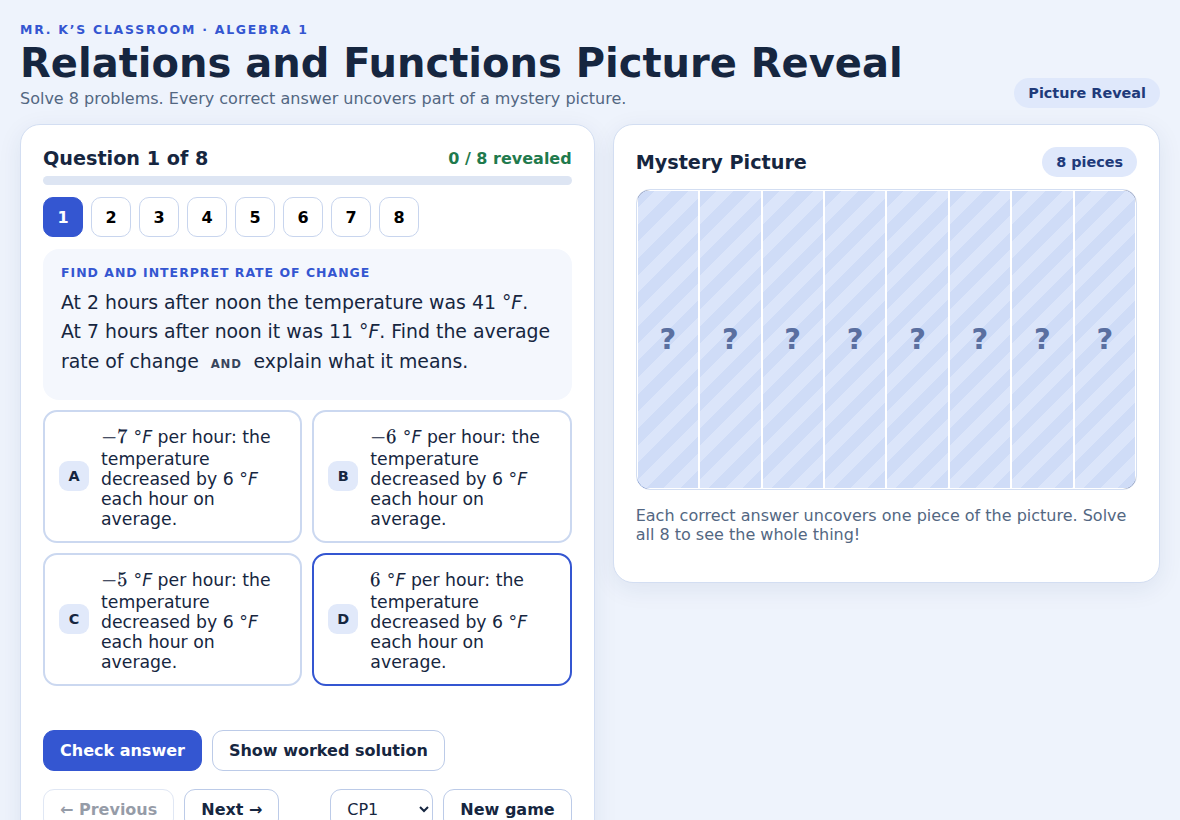 MR. K’S CLASSROOM · ALGEBRA 1
Relations and Functions Picture Reveal
Solve 8 problems. Every correct answer uncovers part of a mystery picture.
Picture Reveal
Question 1 of 8
0 / 8 revealed
1 2 3 4 5 6 7 8
FIND AND INTERPRET RATE OF CHANGE
At 2 hours after noon the temperature was 41 °F.
At 7 hours after noon it was 11 °F. Find the average
rate of change AND explain what it means.
A
−7 °F per hour: the
temperature
decreased by 6 °F
each hour on
average.
B
−6 °F per hour: the
temperature
decreased by 6 °F
each hour on
average.
C
−5 °F per hour: the
temperature
decreased by 6 °F
each hour on
average.
D
6 °F per hour: the
temperature
decreased by 6 °F
each hour on
average.
Check answer
Show worked solution
← Previous
Next →
CP1
New game
Mystery Picture
8 pieces
? ? ? ? ? ? ? ?
Each correct answer uncovers one piece of the picture. Solve
all 8 to see the whole thing!